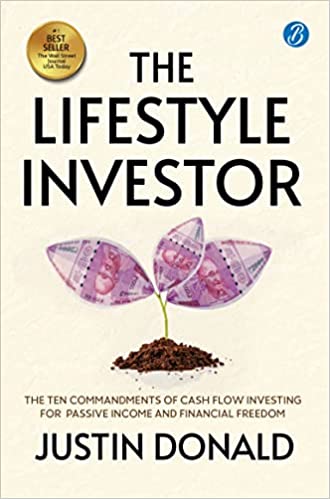 #1
BEST
SELLER
The Wall Street
Journal
USA Today
B
THE
LIFESTYLE
INVESTOR
THE TEN COMMANDMENTS OF CASH FLOW INVESTING
FOR PASSIVE INCOME AND FINANCIAL FREEDOM
JUSTIN DONALD